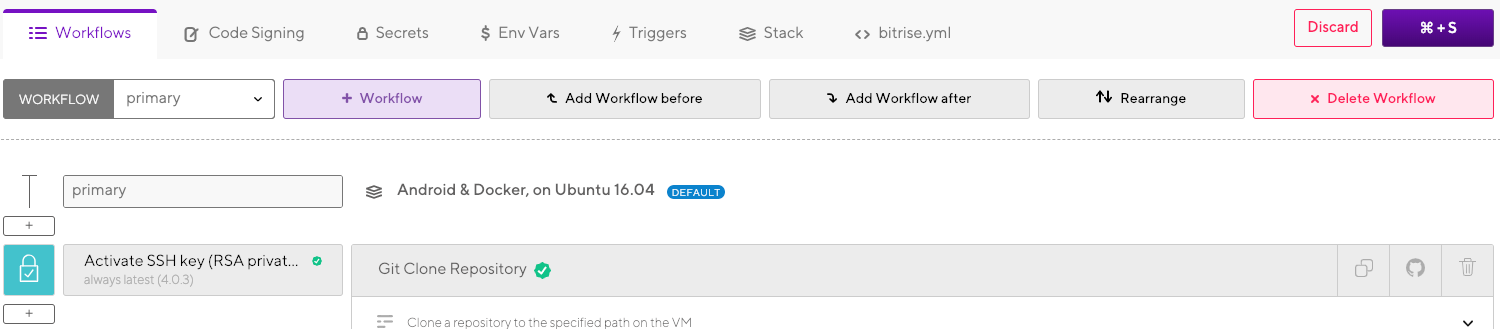 Workflows Code Signing Secrets Env Vars Triggers Stack bitrise.yml Discard ⌘ + S
WORKFLOW primary + Workflow Add Workflow before Add Workflow after Rearrange × Delete Workflow
primary Android & Docker, on Ubuntu 16.04 DEFAULT
+
Activate SSH key (RSA privat...
always latest (4.0.3)
Git Clone Repository
+
Clone a repository to the specified path on the VM